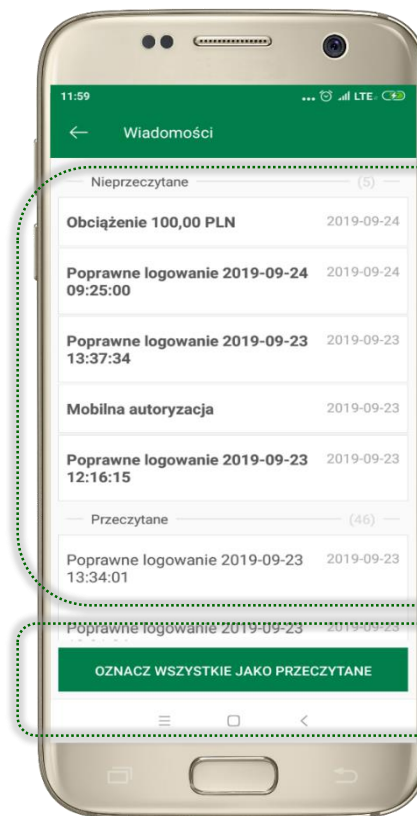 11:59 ... LTE
Wiadomości
Nieprzeczytane (5)
Obciążenie 100,00 PLN 2019-09-24
Poprawne logowanie 2019-09-24 2019-09-24
09:25:00
Poprawne logowanie 2019-09-23 2019-09-23
13:37:34
Mobilna autoryzacja 2019-09-23
Poprawne logowanie 2019-09-23 2019-09-23
12:16:15
Przeczytane (46)
Poprawne logowanie 2019-09-23 2019-09-23
13:34:01
Poprawne logowanie 2019-09-23 2019-09-23
OZNACZ WSZYSTKIE JAKO PRZECZYTANE